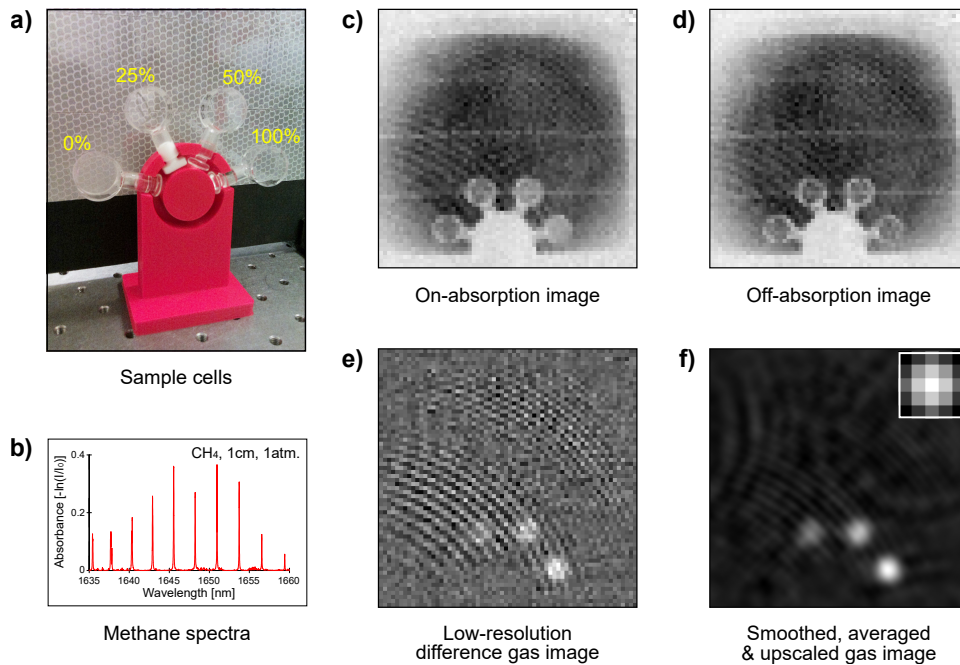 a)
25%
50%
0%
100%
Sample cells
b)
CH₄, 1cm, 1atm.
0.4
0.2
0
Absorbance [-ln(I/I₀)]
1635
1640
1645
1650
1655
1660
Wavelength [nm]
Methane spectra
c)
On-absorption image
d)
Off-absorption image
e)
Low-resolution
difference gas image
f)
Smoothed, averaged
& upscaled gas image